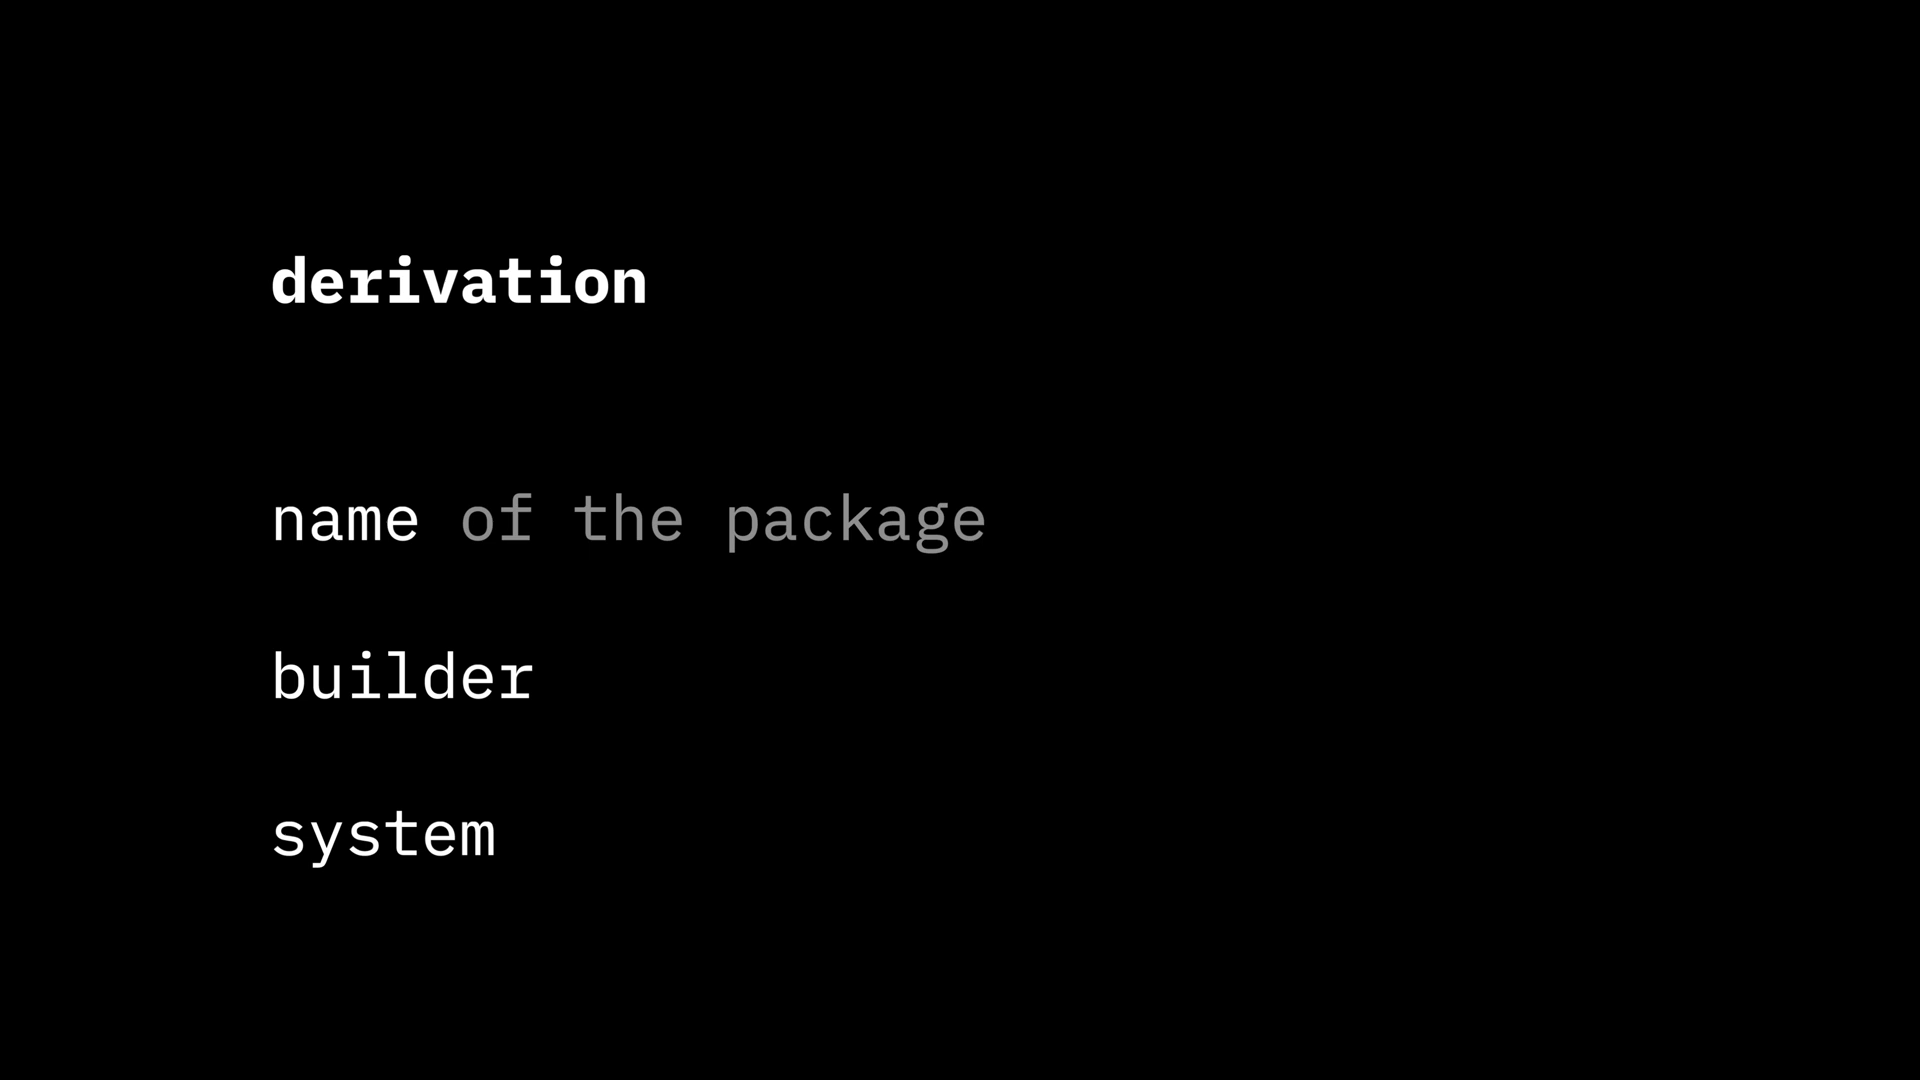 derivation
name of the package
builder
system